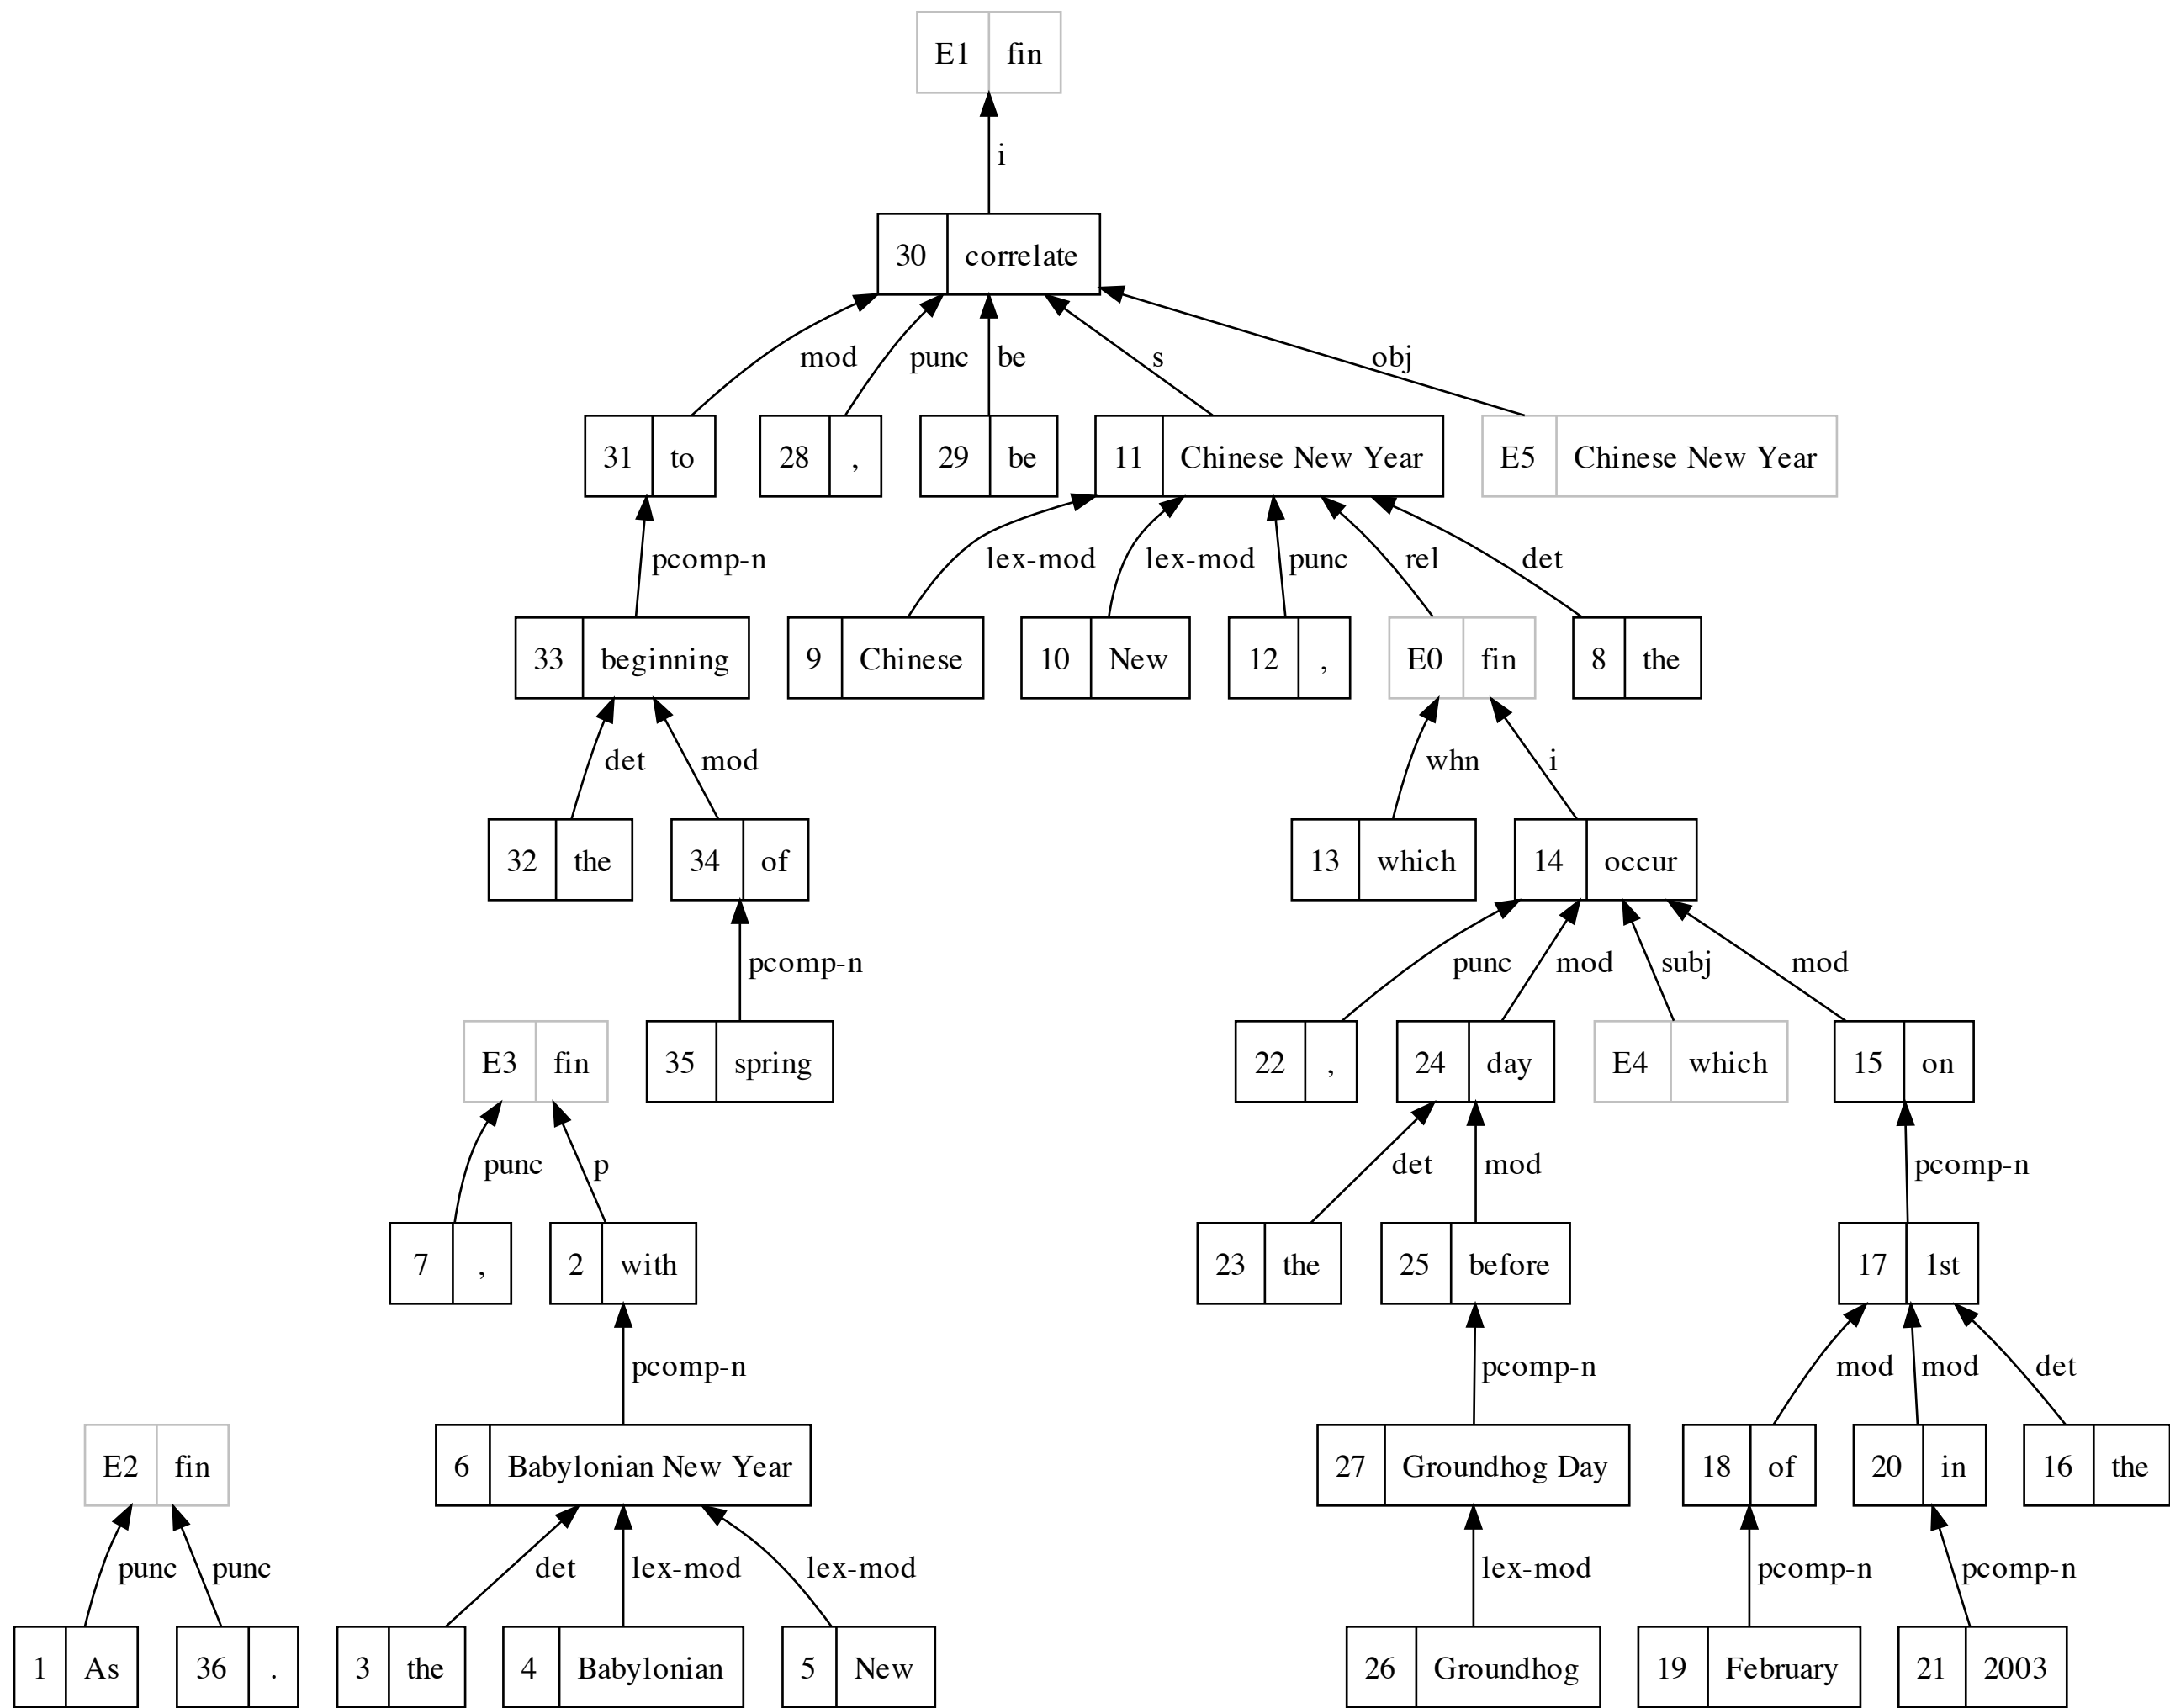 E1 fin
i
30 correlate
mod punc be s obj
31 to 28 , 29 be 11 Chinese New Year E5 Chinese New Year
pcomp-n lex-mod lex-mod punc rel det
33 beginning 9 Chinese 10 New 12 , E0 fin 8 the
det mod whn i
32 the 34 of 13 which 14 occur
pcomp-n punc mod subj mod
E3 fin 35 spring 22 , 24 day E4 which 15 on
punc p det mod pcomp-n
7 , 2 with 23 the 25 before 17 1st
pcomp-n pcomp-n mod mod det
E2 fin 6 Babylonian New Year 27 Groundhog Day 18 of 20 in 16 the
punc punc det lex-mod lex-mod lex-mod pcomp-n pcomp-n
1 As 36 . 3 the 4 Babylonian 5 New 26 Groundhog 19 February 21 2003